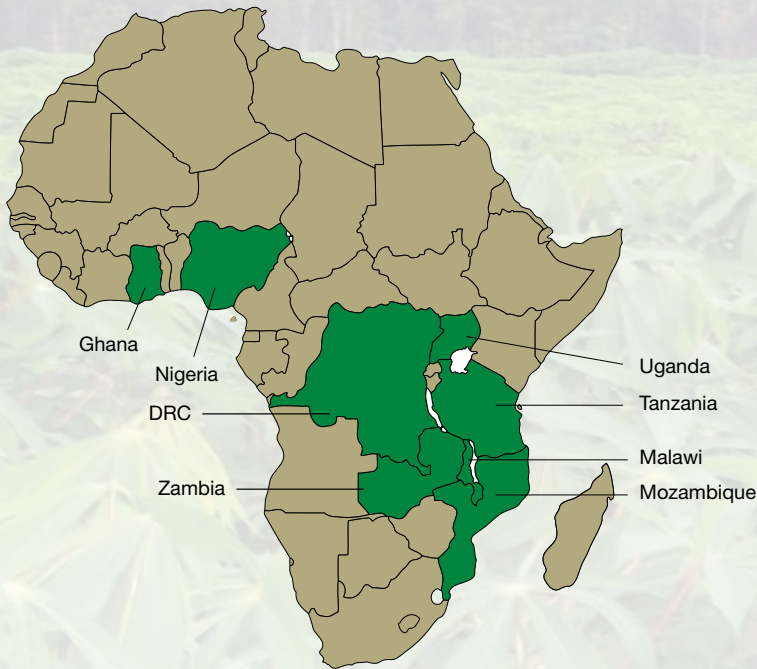 Ghana
Nigeria
DRC
Zambia
Uganda
Tanzania
Malawi
Mozambique